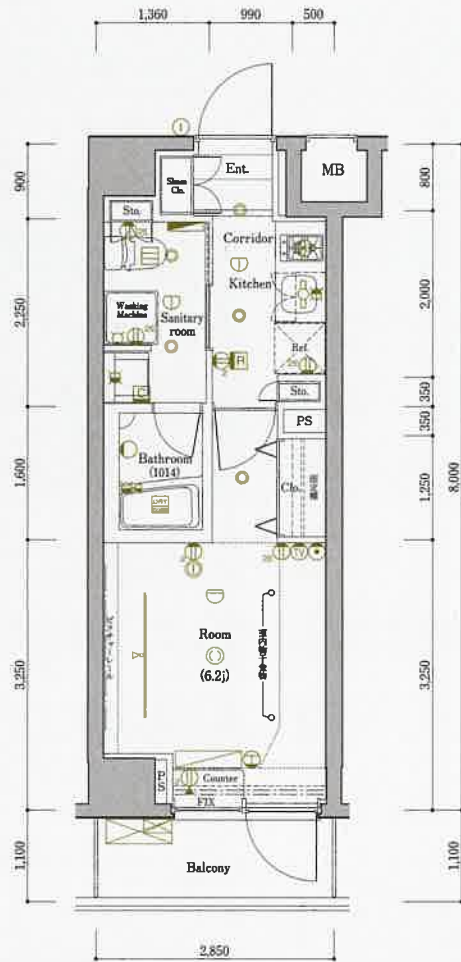 1,360
990
500
900
Shoes
Clo.
Ent.
MB
800
Sto.
Corridor
Kitchen
2,250
Washing
Machine
Sanitary
room
2,000
Ref.
R
Sto.
350
PS
350
Bathroom
(1014)
1,600
Clo.
1,250
8,000
DRY
TV
Room
(6.2j)
3,250
3,250
PS
Counter
FIX
1,100
Balcony
1,100
2,850